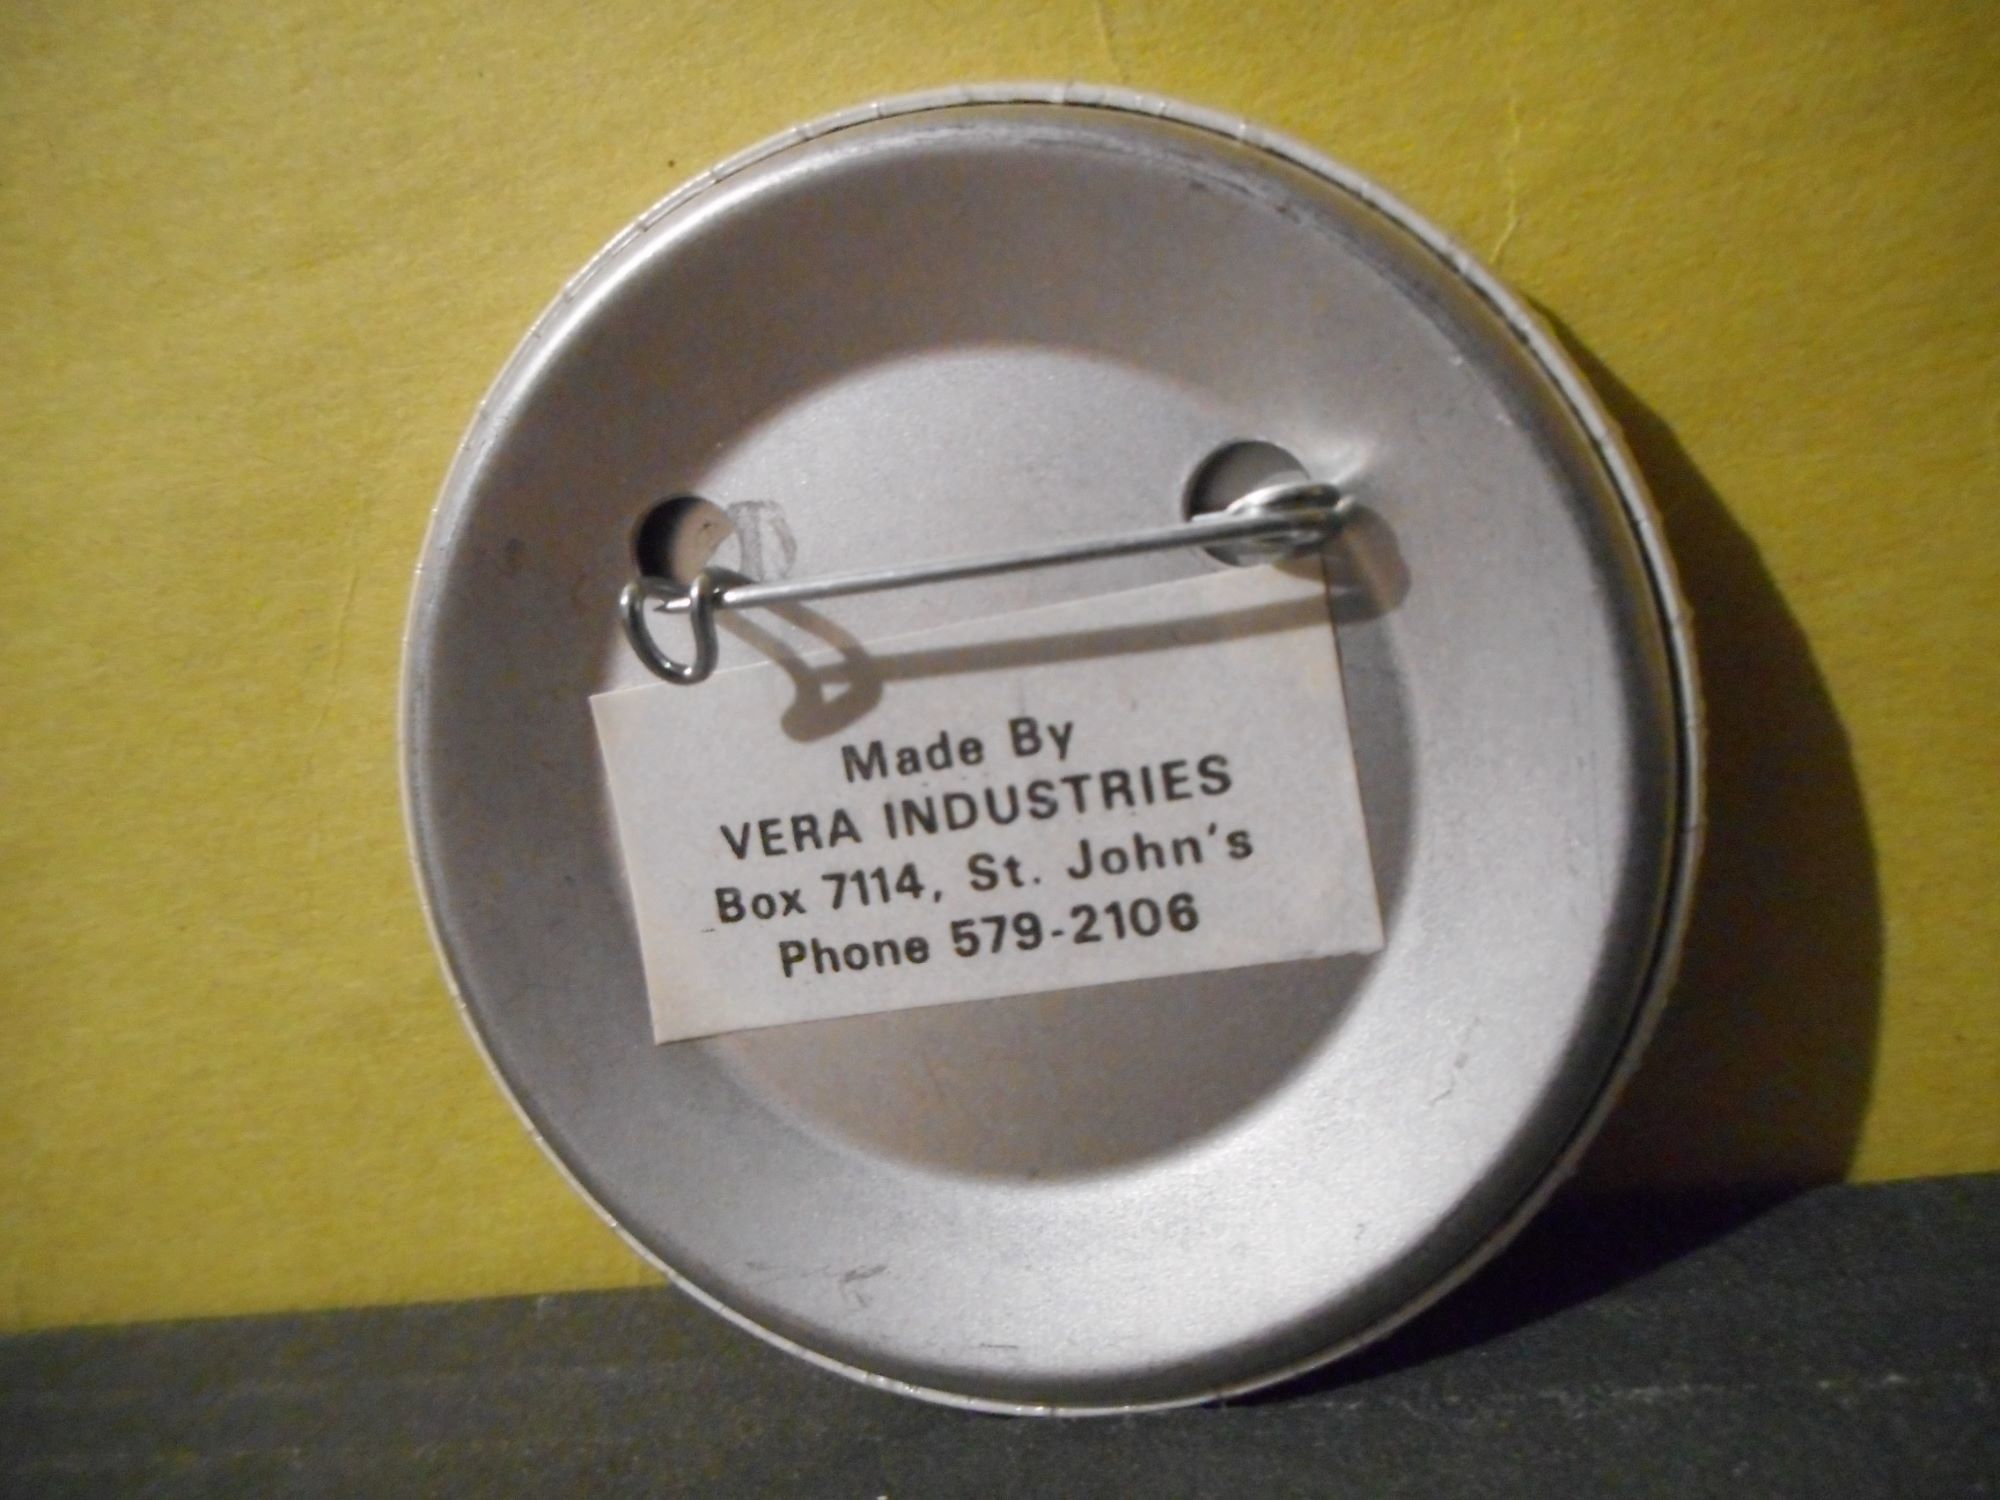 Made By
VERA INDUSTRIES
Box 7114, St. John's
Phone 579-2106